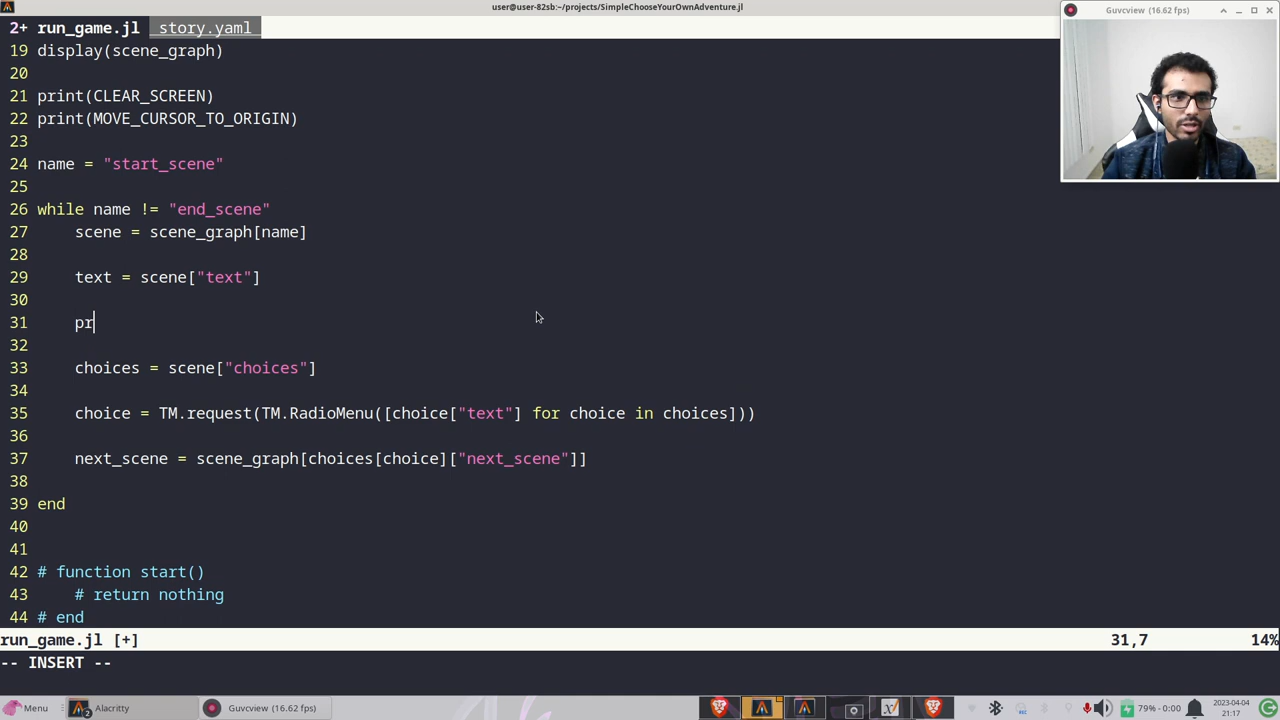 user@user-82sb:~/projects/SimpleChooseYourOwnAdventure.jl
Guvcview (16.62 fps)
2+ run_game.jl story.yaml
19 display(scene_graph)
20
21 print(CLEAR_SCREEN)
22 print(MOVE_CURSOR_TO_ORIGIN)
23
24 name = "start_scene"
25
26 while name != "end_scene"
27     scene = scene_graph[name]
28
29     text = scene["text"]
30
31     pr
32
33     choices = scene["choices"]
34
35     choice = TM.request(TM.RadioMenu([choice["text"] for choice in choices]))
36
37     next_scene = scene_graph[choices[choice]["next_scene"]]
38
39 end
40
41
42 # function start()
43     # return nothing
44 # end
run_game.jl [+] 31,7 14%
-- INSERT --
Menu Alacritty Guvcview (16.62 fps) 79% - 0:00 2023-04-04
21:17